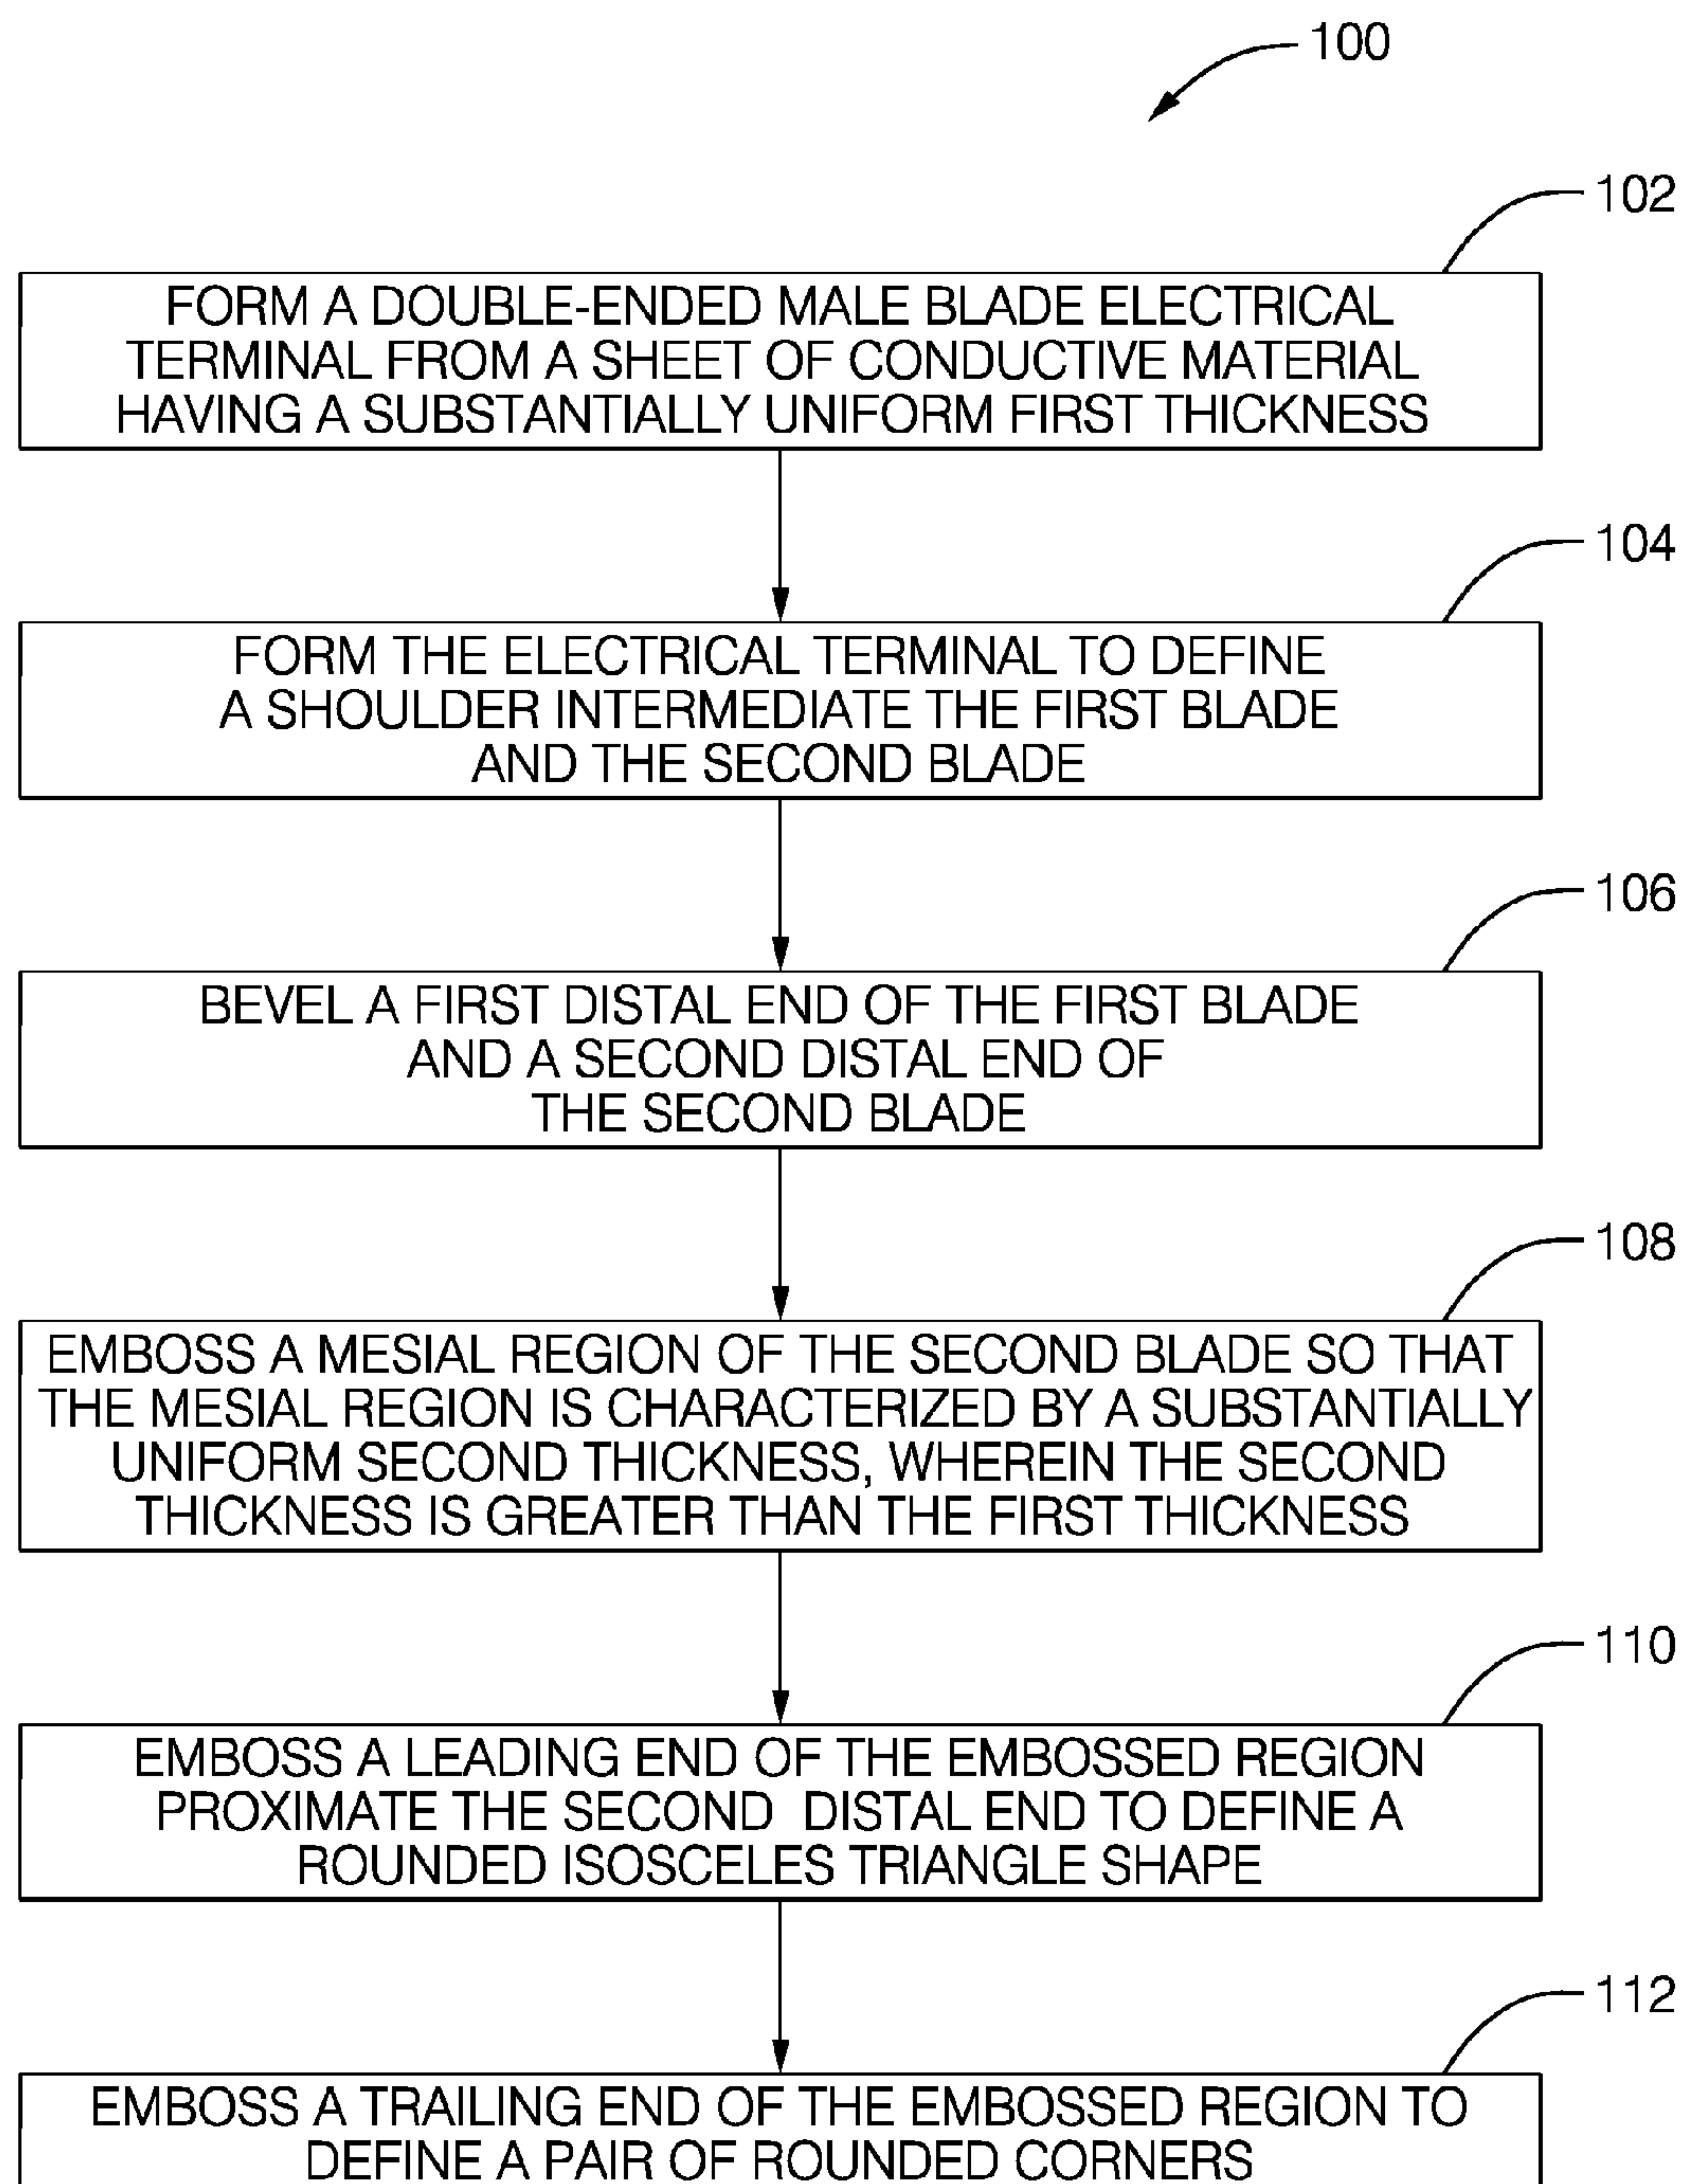 100
102
FORM A DOUBLE-ENDED MALE BLADE ELECTRICAL
TERMINAL FROM A SHEET OF CONDUCTIVE MATERIAL
HAVING A SUBSTANTIALLY UNIFORM FIRST THICKNESS
104
FORM THE ELECTRICAL TERMINAL TO DEFINE
A SHOULDER INTERMEDIATE THE FIRST BLADE
AND THE SECOND BLADE
106
BEVEL A FIRST DISTAL END OF THE FIRST BLADE
AND A SECOND DISTAL END OF
THE SECOND BLADE
108
EMBOSS A MESIAL REGION OF THE SECOND BLADE SO THAT
THE MESIAL REGION IS CHARACTERIZED BY A SUBSTANTIALLY
UNIFORM SECOND THICKNESS, WHEREIN THE SECOND
THICKNESS IS GREATER THAN THE FIRST THICKNESS
110
EMBOSS A LEADING END OF THE EMBOSSED REGION
PROXIMATE THE SECOND DISTAL END TO DEFINE A
ROUNDED ISOSCELES TRIANGLE SHAPE
112
EMBOSS A TRAILING END OF THE EMBOSSED REGION TO
DEFINE A PAIR OF ROUNDED CORNERS